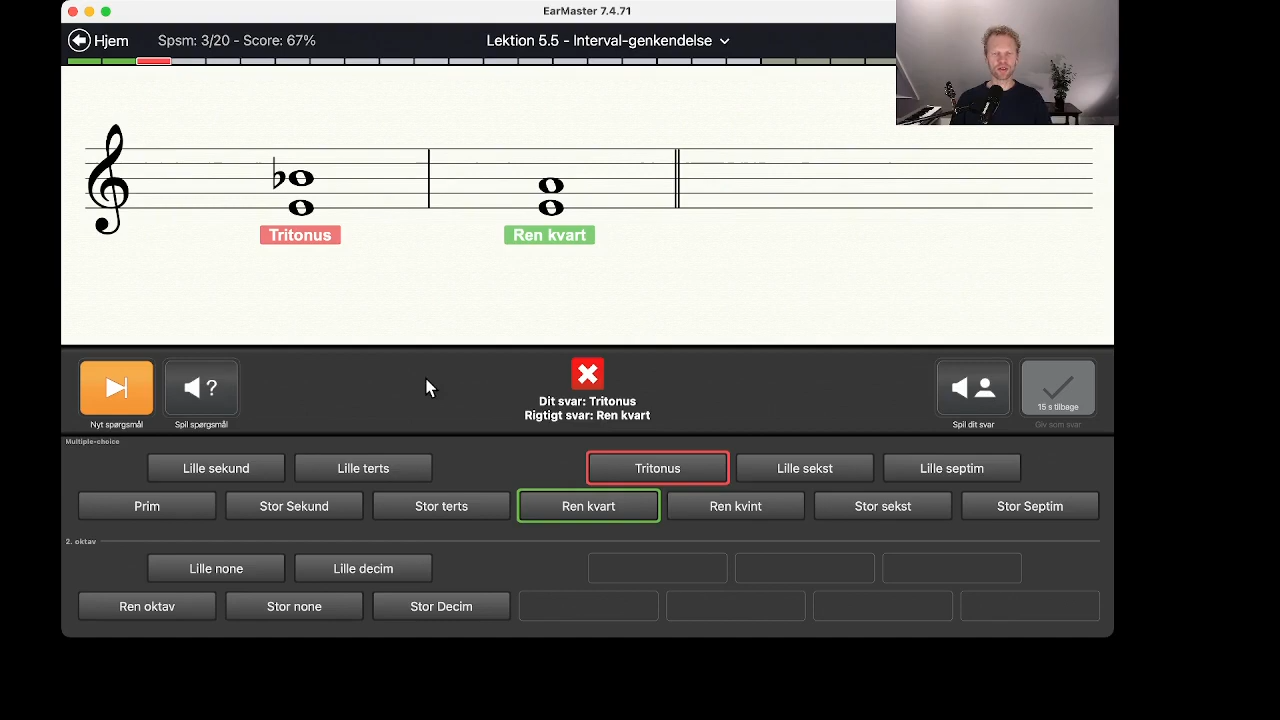 EarMaster 7.4.71
Hjem
Spsm: 3/20 - Score: 67%
Lektion 5.5 - Interval-genkendelse
Tritonus
Ren kvart
Dit svar: Tritonus
Rigtigt svar: Ren kvart
?
15 s tilbage
Nyt spørgsmål
Spil spørgsmål
Spil dit svar
Giv som svar
Multiple-choice
Lille sekund
Lille terts
Tritonus
Lille sekst
Lille septim
Prim
Stor Sekund
Stor terts
Ren kvart
Ren kvint
Stor sekst
Stor Septim
2. oktav
Lille none
Lille decim
Ren oktav
Stor none
Stor Decim